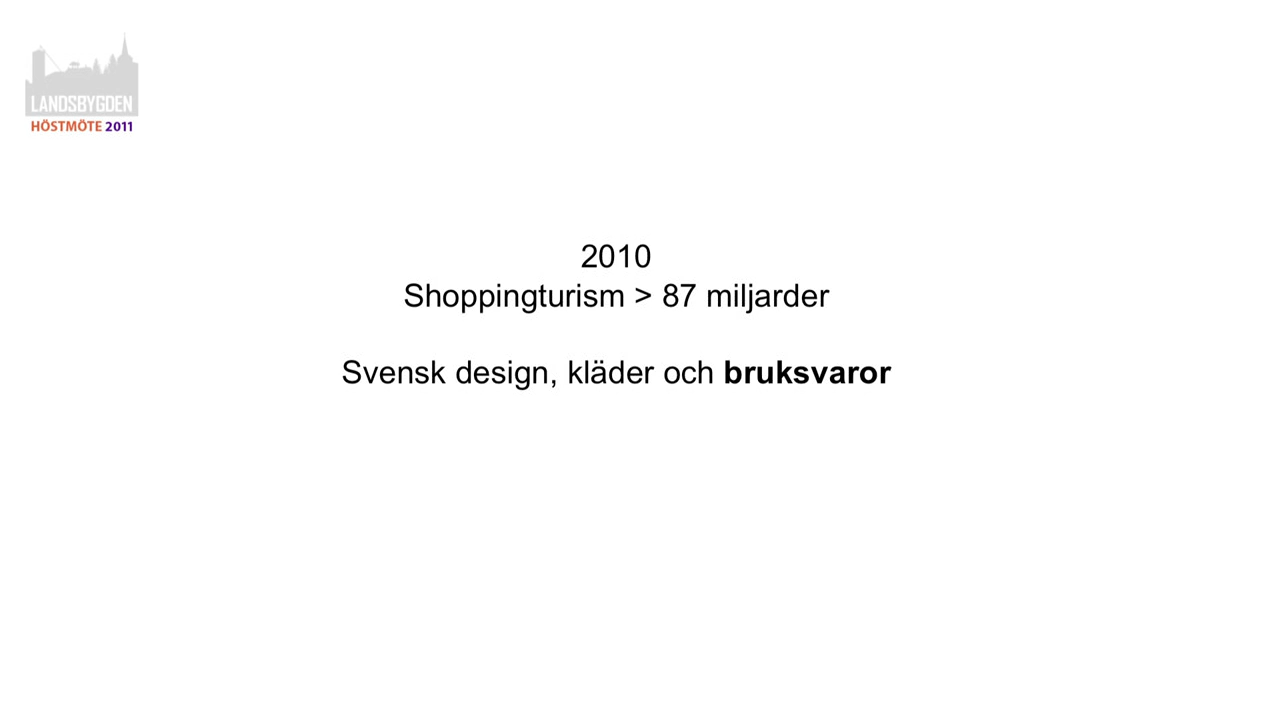 LANDSBYGDEN
HÖSTMÖTE 2011
2010
Shoppingturism > 87 miljarder
Svensk design, kläder och bruksvaror